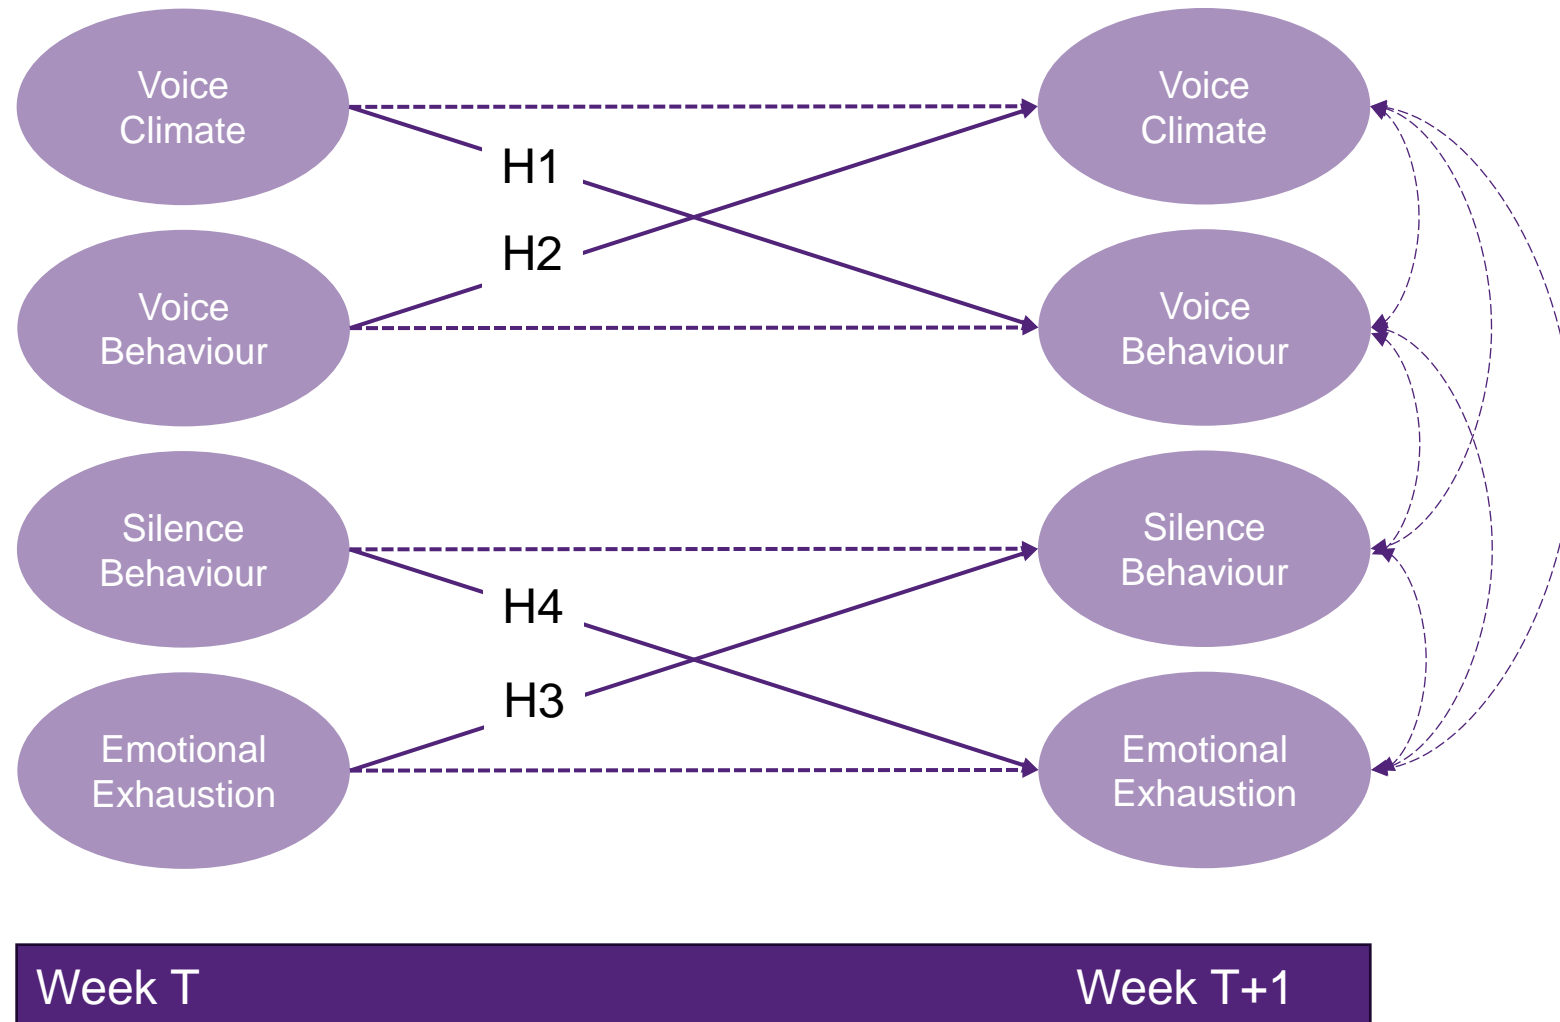 Voice
Climate
Voice
Climate
H1
H2
Voice
Behaviour
Voice
Behaviour
Silence
Behaviour
Silence
Behaviour
H4
H3
Emotional
Exhaustion
Emotional
Exhaustion
Week T
Week T+1